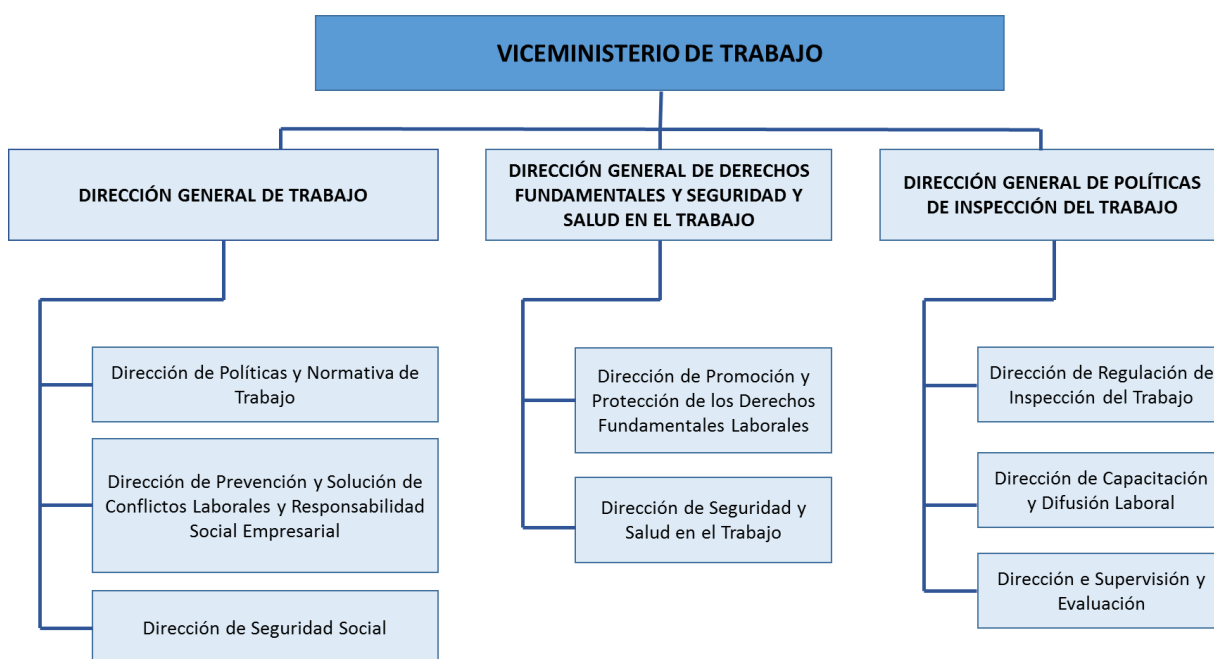 VICEMINISTERIO DE TRABAJO
DIRECCIÓN GENERAL DE TRABAJO
DIRECCIÓN GENERAL DE DERECHOS
FUNDAMENTALES Y SEGURIDAD Y
SALUD EN EL TRABAJO
DIRECCIÓN GENERAL DE POLÍTICAS
DE INSPECCIÓN DEL TRABAJO
Dirección de Políticas y Normativa de
Trabajo
Dirección de Prevención y Solución de
Conflictos Laborales y Responsabilidad
Social Empresarial
Dirección de Seguridad Social
Dirección de Promoción y
Protección de los Derechos
Fundamentales Laborales
Dirección de Seguridad y
Salud en el Trabajo
Dirección de Regulación de
Inspección del Trabajo
Dirección de Capacitación
y Difusión Laboral
Dirección e Supervisión y
Evaluación